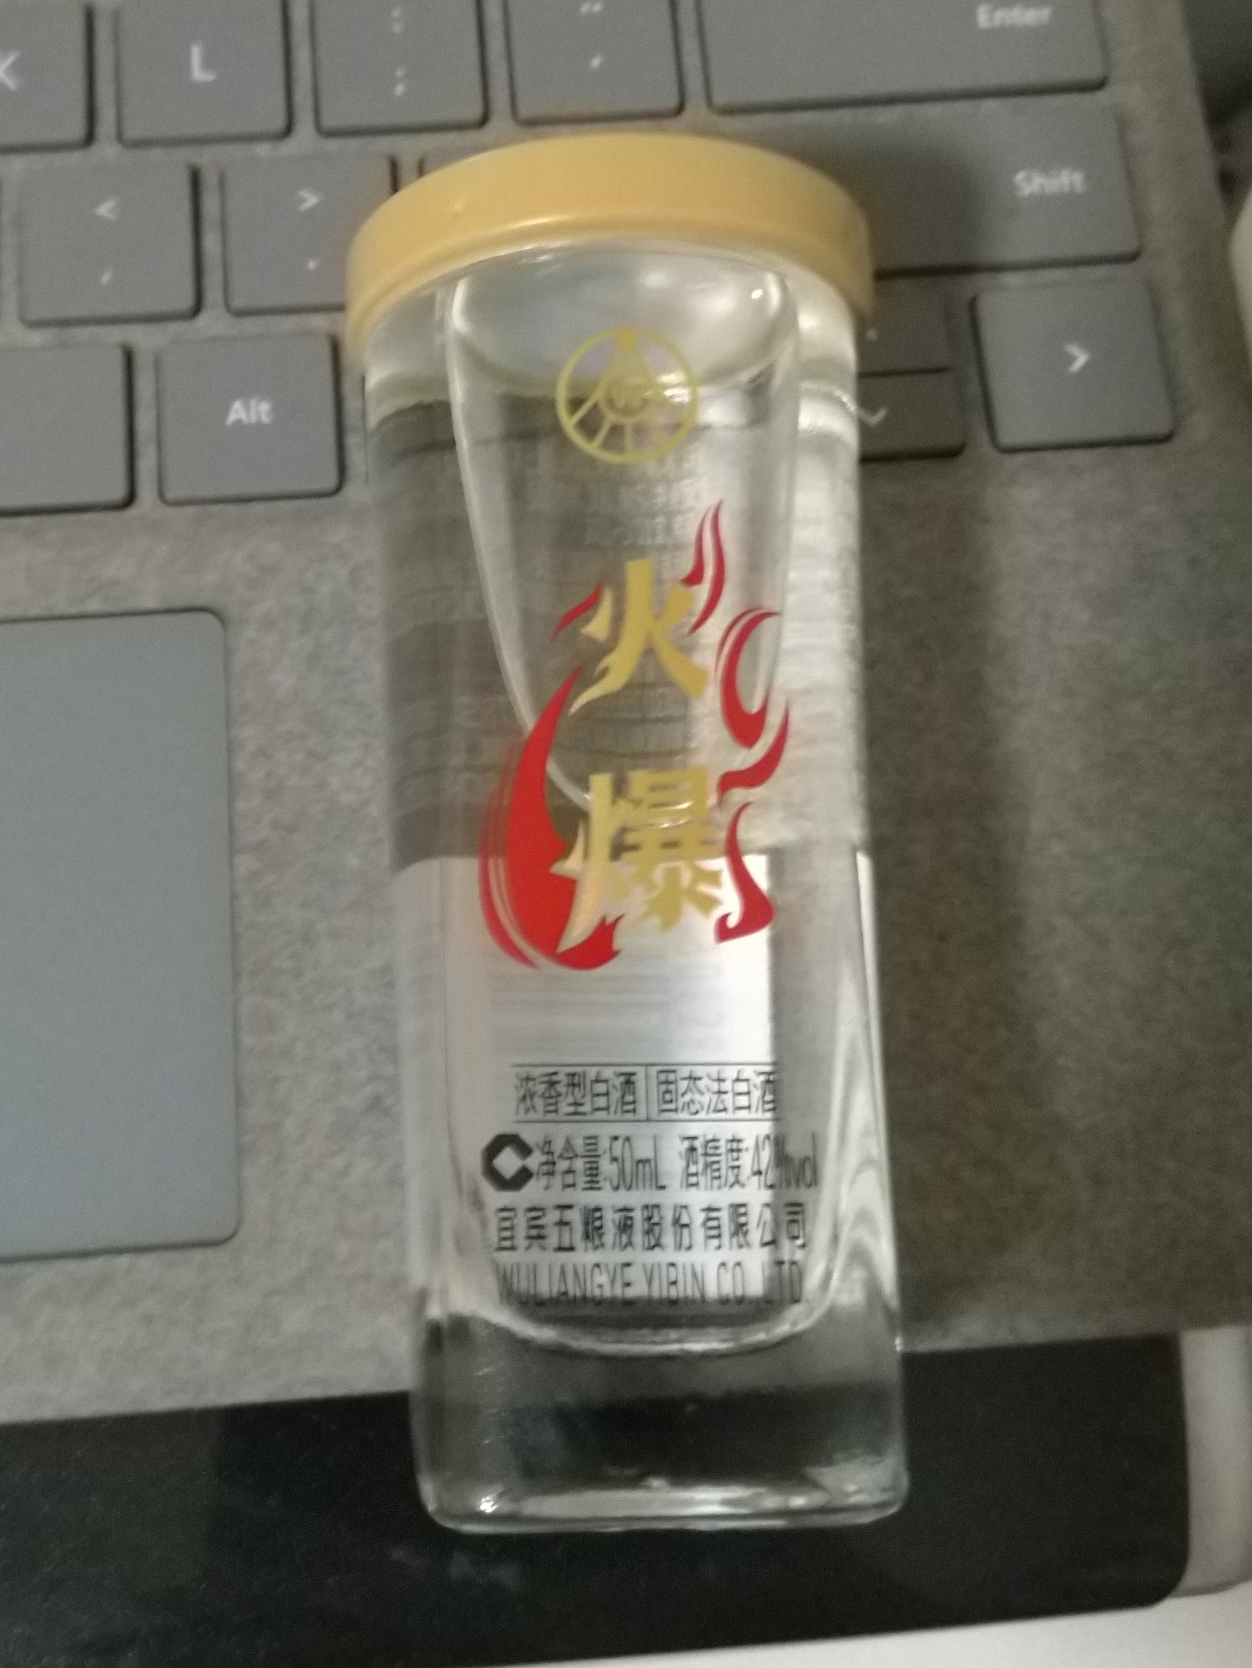 Enter
K
L
:
;
"
'
<
,
>
.
Shift
Alt
火
爆
浓香型白酒 固态法白酒
净含量:50mL 酒精度:42%vol
宜宾五粮液股份有限公司
WULIANGYE YIBIN CO.,LTD